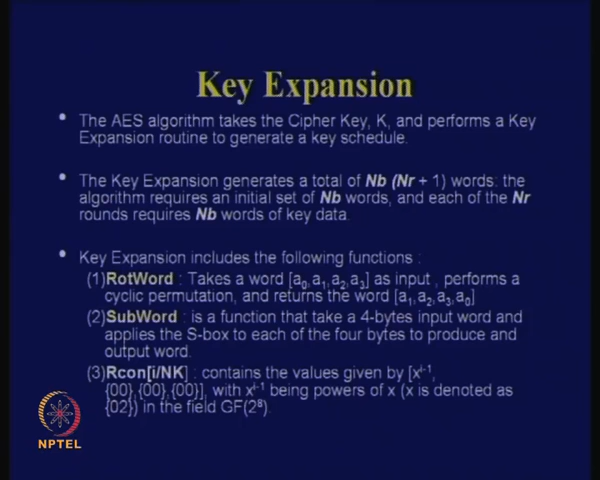 Key Expansion
• The AES algorithm takes the Cipher Key, K, and performs a Key
Expansion routine to generate a key schedule.
• The Key Expansion generates a total of Nb (Nr + 1) words: the
algorithm requires an initial set of Nb words, and each of the Nr
rounds requires Nb words of key data.
• Key Expansion includes the following functions :
(1)RotWord : Takes a word [a₀,a₁,a₂,a₃] as input , performs a
cyclic permutation, and returns the word [a₁,a₂,a₃,a₀]
(2)SubWord : is a function that take a 4-bytes input word and
applies the S-box to each of the four bytes to produce and
output word.
(3)Rcon[i/NK] : contains the values given by [xⁱ⁻¹,
{00},{00},{00}], with xⁱ⁻¹ being powers of x (x is denoted as
{02}) in the field GF(2⁸).
NPTEL